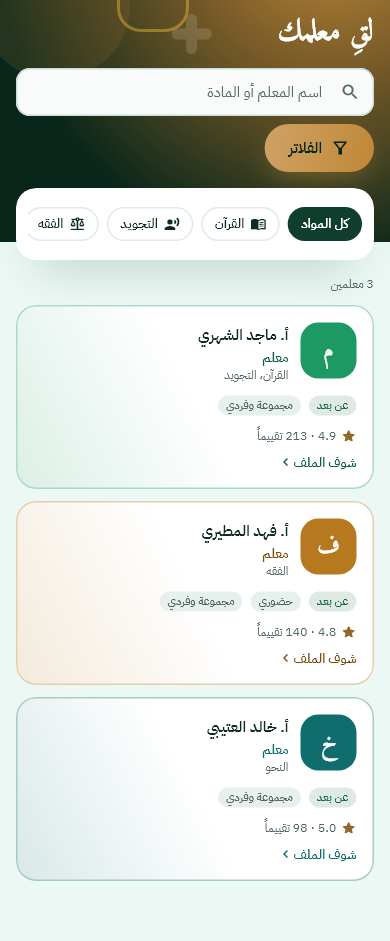 لقِ معلمك
اسم المعلم أو المادة
الفلاتر
كل المواد القرآن التجويد الفقه
3 معلمين
م
أ. ماجد الشهري
معلم
القرآن، التجويد
عن بعد مجموعة وفردي
4.9 · 213 تقييماً
شوف الملف
ف
أ. فهد المطيري
معلم
الفقه
عن بعد حضوري مجموعة وفردي
4.8 · 140 تقييماً
شوف الملف
خ
أ. خالد العتيبي
معلم
النحو
عن بعد مجموعة وفردي
5.0 · 98 تقييماً
شوف الملف